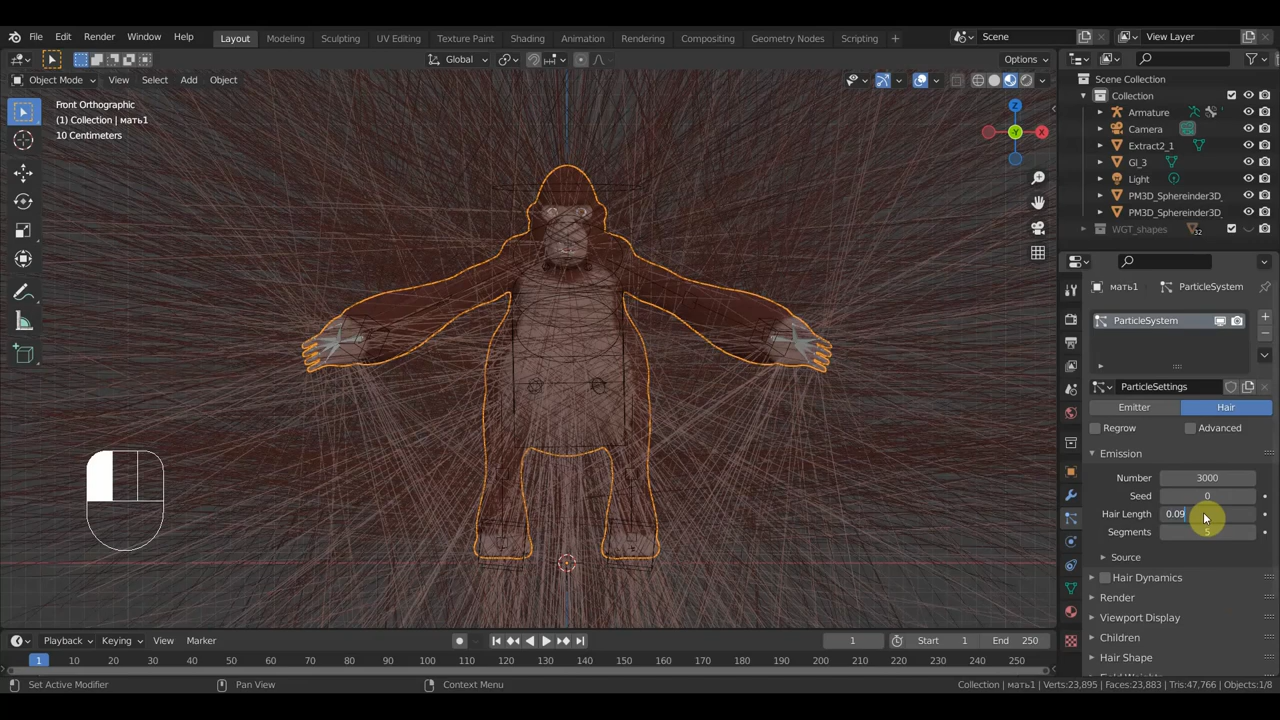 File Edit Render Window Help Layout Modeling Sculpting UV Editing Texture Paint Shading Animation Rendering Compositing Geometry Nodes Scripting + Scene View Layer
Global Options
Object Mode View Select Add Object
Front Orthographic
(1) Collection | мать1
10 Centimeters
Z
X
-Y
Scene Collection
Collection
Armature
Camera
Extract2_1
Gl_3
Light
PM3D_Sphereinder3D_
PM3D_Sphereinder3D_
WGT_shapes 32
мать1 ParticleSystem
ParticleSystem
ParticleSettings
Emitter Hair
Regrow Advanced
Emission
Number 3000
Seed 0
Hair Length 0.09
Segments 5
Source
Hair Dynamics
Render
Viewport Display
Children
Hair Shape
Playback Keying View Marker 1 Start 1 End 250
1 10 20 30 40 50 60 70 80 90 100 110 120 130 140 150 160 170 180 190 200 210 220 230 240 250
Set Active Modifier Pan View Context Menu Collection | мать1 | Verts:23,895 | Faces:23,883 | Tris:47,766 | Objects:1/8